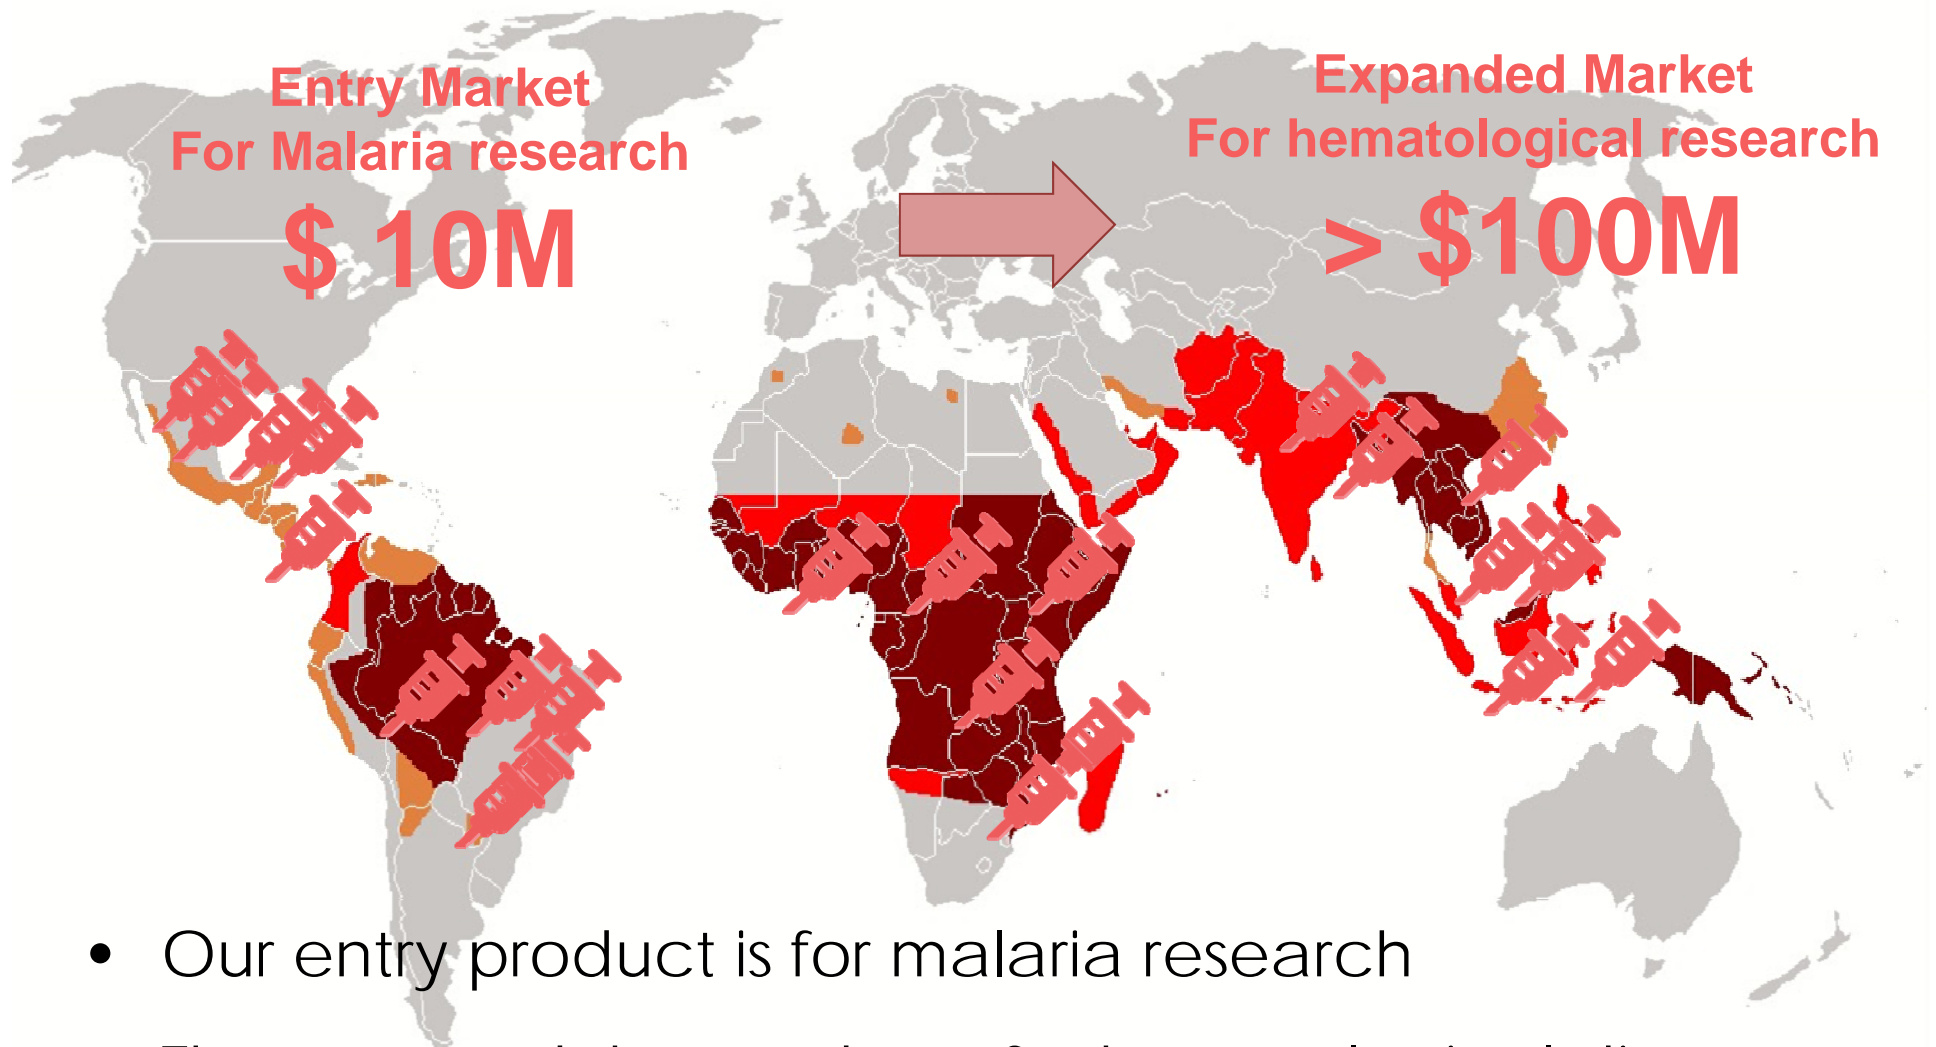 Entry Market
For Malaria research
$ 10M
Expanded Market
For hematological research
> $100M
• Our entry product is for malaria research